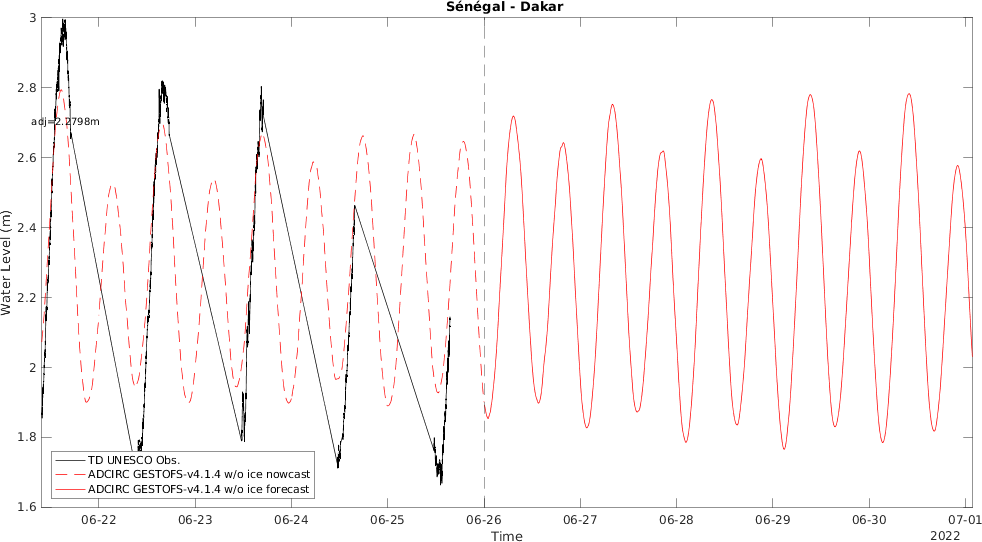 Sénégal - Dakar
3
2.8
adj=2.2798m
2.6
2.4
Water Level (m)
2.2
2
1.8
1.6
TD UNESCO Obs.
ADCIRC GESTOFS-v4.1.4 w/o ice nowcast
ADCIRC GESTOFS-v4.1.4 w/o ice forecast
06-22
06-23
06-24
06-25
06-26
06-27
06-28
06-29
06-30
07-01
Time
2022